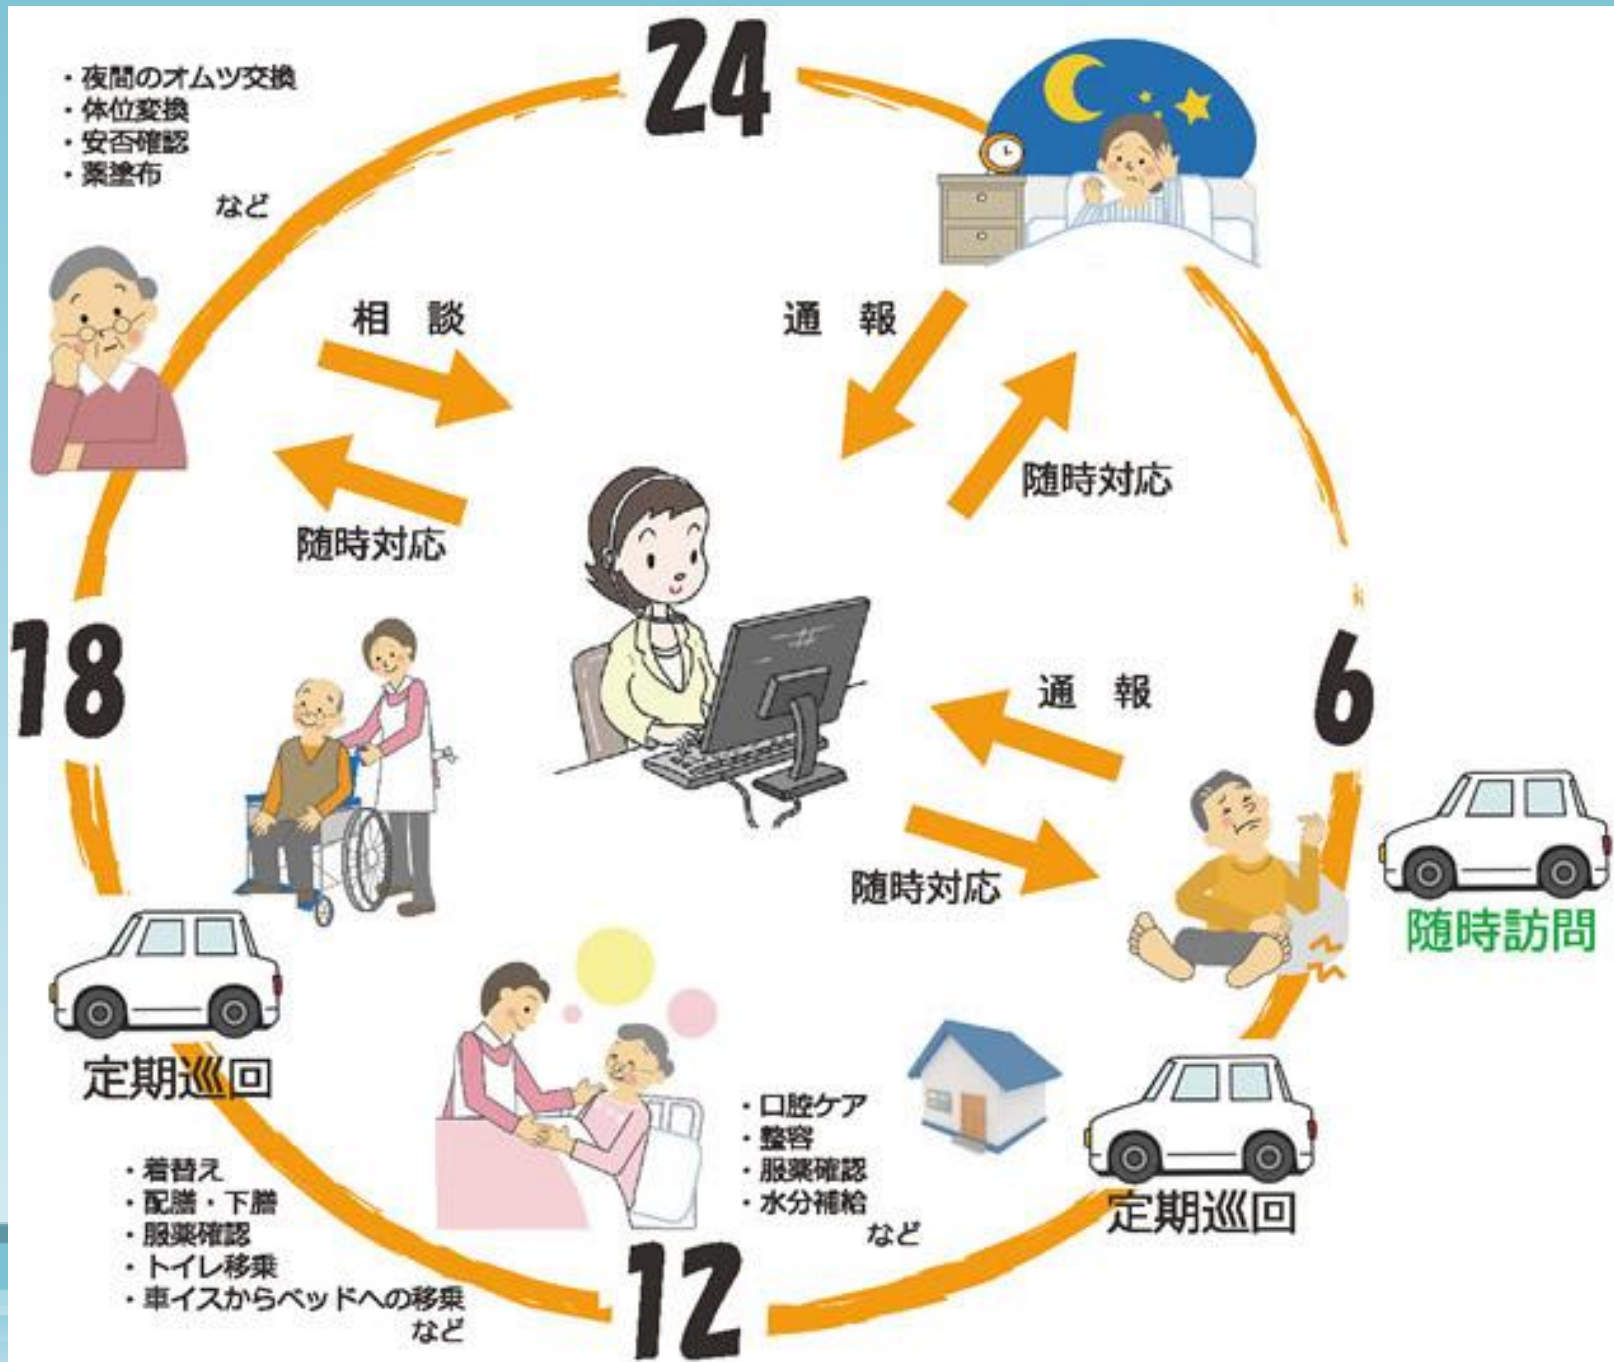 24
・夜間のオムツ交換
・体位変換
・安否確認
・薬塗布
など
相 談
通 報
随時対応
随時対応
18
6
通 報
随時対応
随時訪問
定期巡回
・口腔ケア
・整容
・服薬確認
・水分補給
など
定期巡回
・着替え
・配膳・下膳
・服薬確認
・トイレ移乗
・車イスからベッドへの移乗
など
12